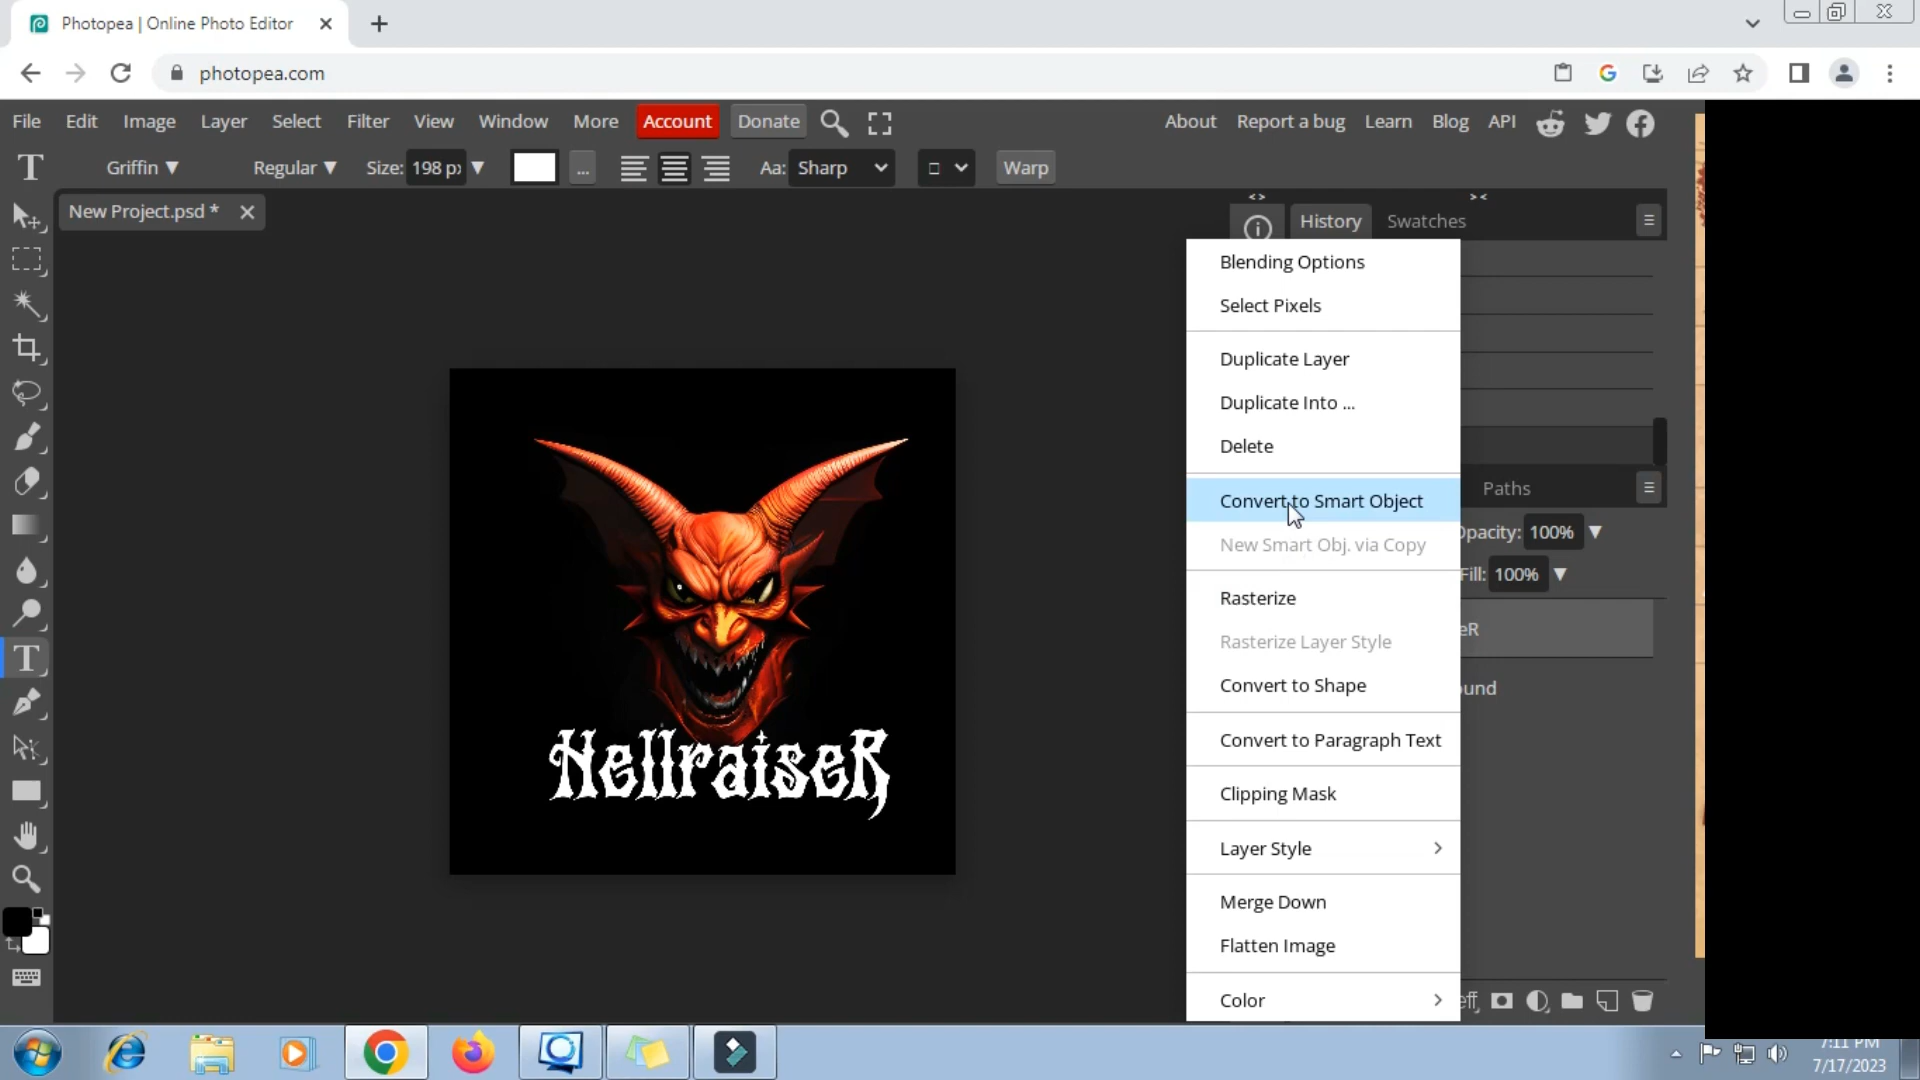 Photopea | Online Photo Editor
photopea.com
File Edit Image Layer Select Filter View Window More Account Donate About Report a bug Learn Blog API
T Griffin Regular Size: 198 px ... Aa: Sharp Warp
New Project.psd *
History Swatches
Blending Options
Select Pixels
Duplicate Layer
Duplicate Into ...
Delete
Convert to Smart Object
Paths
Opacity: 100%
New Smart Obj. via Copy
Fill: 100%
Rasterize
eR
Rasterize Layer Style
Convert to Shape
ound
Convert to Paragraph Text
HellraiseR
Clipping Mask
Layer Style
Merge Down
Flatten Image
Color
eff
7:11 PM
7/17/2023